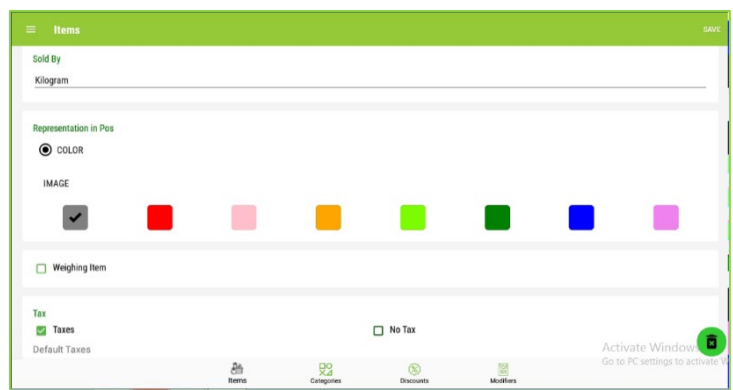 Items
SAVE
Sold By
Kilogram
Representation in Pos
COLOR
IMAGE
Weighing Item
Tax
Taxes
No Tax
Default Taxes
Activate Windows
Go to PC settings to activate W
Items
Categories
Discounts
Modifiers